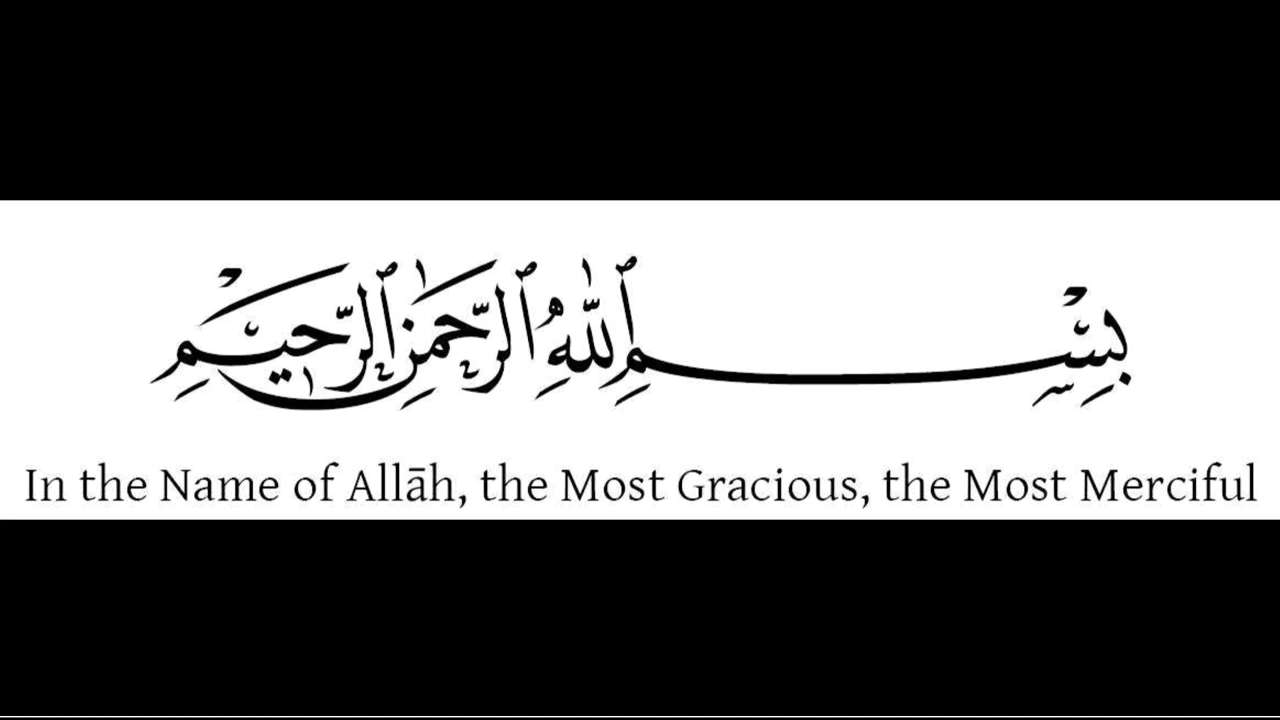 بِسْمِ ٱللَّهِ ٱلرَّحْمَٰنِ ٱلرَّحِيمِ
In the Name of Allāh, the Most Gracious, the Most Merciful